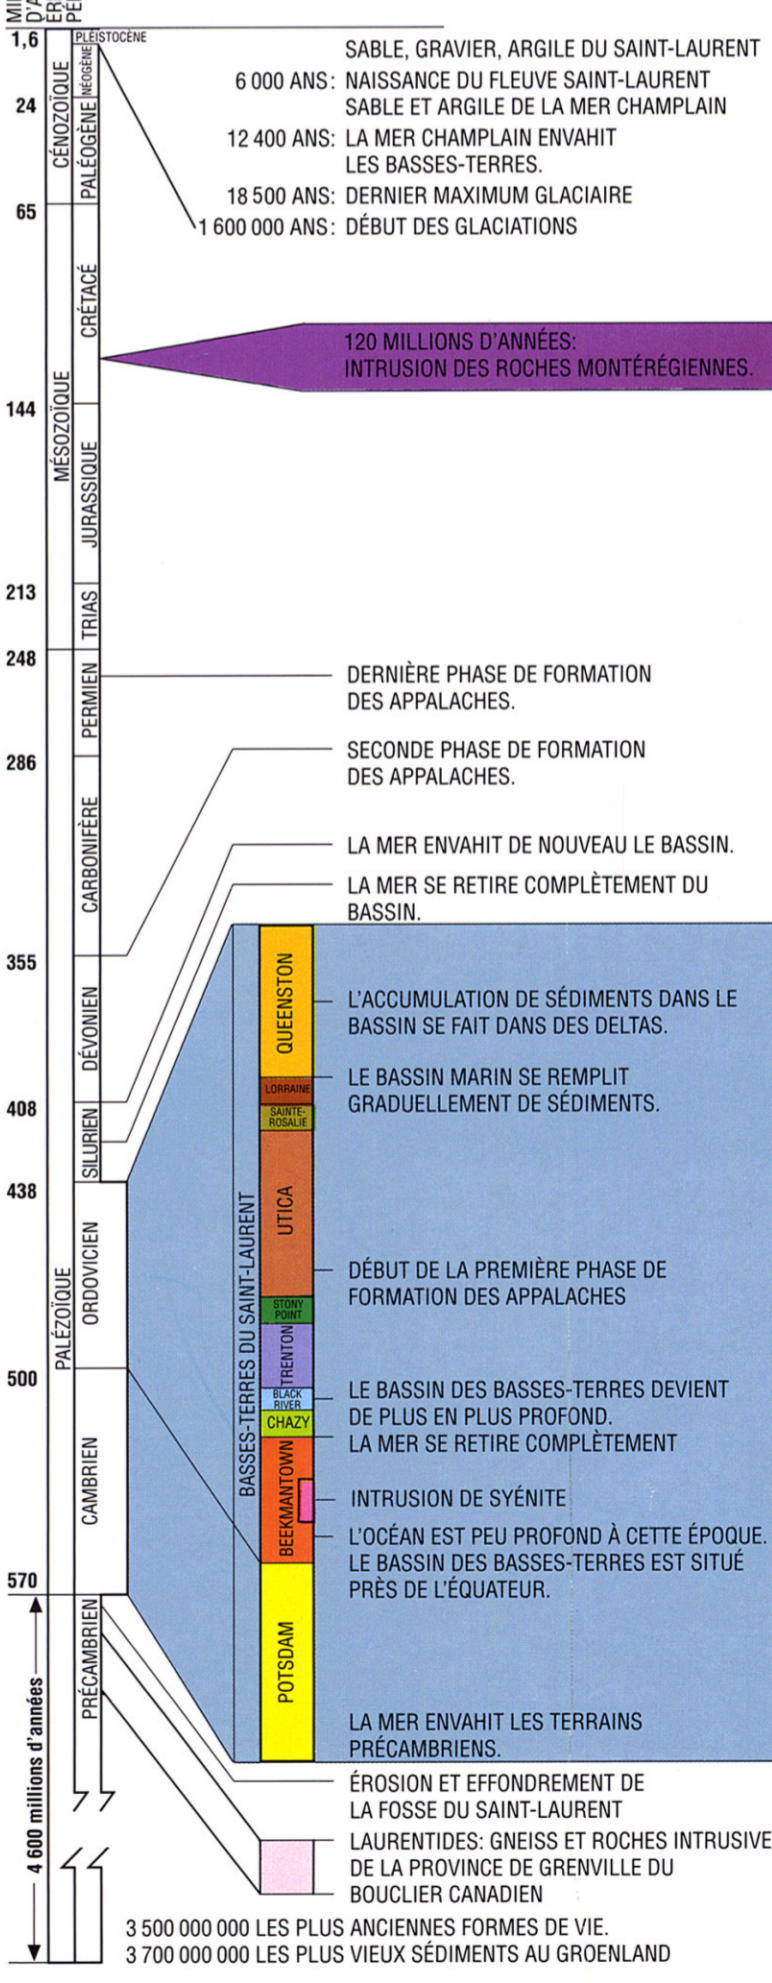 1,6
PLÉISTOCÈNE
NÉOGÈNE
24
CÉNOZOÏQUE
PALÉOGÈNE
65
SABLE, GRAVIER, ARGILE DU SAINT-LAURENT
6 000 ANS: NAISSANCE DU FLEUVE SAINT-LAURENT
SABLE ET ARGILE DE LA MER CHAMPLAIN
12 400 ANS: LA MER CHAMPLAIN ENVAHIT
LES BASSES-TERRES.
18 500 ANS: DERNIER MAXIMUM GLACIAIRE
1 600 000 ANS: DÉBUT DES GLACIATIONS
CRÉTACÉ
120 MILLIONS D'ANNÉES:
INTRUSION DES ROCHES MONTÉRÉGIENNES.
MÉSOZOÏQUE
144
JURASSIQUE
213
TRIAS
248
PERMIEN
DERNIÈRE PHASE DE FORMATION
DES APPALACHES.
286
SECONDE PHASE DE FORMATION
DES APPALACHES.
CARBONIFÈRE
LA MER ENVAHIT DE NOUVEAU LE BASSIN.
LA MER SE RETIRE COMPLÈTEMENT DU
BASSIN.
355
DÉVONIEN
QUEENSTON
L'ACCUMULATION DE SÉDIMENTS DANS LE
BASSIN SE FAIT DANS DES DELTAS.
408
LORRAINE
LE BASSIN MARIN SE REMPLIT
GRADUELLEMENT DE SÉDIMENTS.
SAINTE-
ROSALIE
SILURIEN
438
UTICA
PALÉZOÏQUE
ORDOVICIEN
BASSES-TERRES DU SAINT-LAURENT
DÉBUT DE LA PREMIÈRE PHASE DE
FORMATION DES APPALACHES
STONY
POINT
TRENTON
500
BLACK
RIVER
LE BASSIN DES BASSES-TERRES DEVIENT
DE PLUS EN PLUS PROFOND.
CHAZY
LA MER SE RETIRE COMPLÈTEMENT
CAMBRIEN
BEEKMANTOWN
INTRUSION DE SYÉNITE
L'OCÉAN EST PEU PROFOND À CETTE ÉPOQUE.
LE BASSIN DES BASSES-TERRES EST SITUÉ
PRÈS DE L'ÉQUATEUR.
570
PRÉCAMBRIEN
POTSDAM
LA MER ENVAHIT LES TERRAINS
PRÉCAMBRIENS.
4 600 millions d'années
ÉROSION ET EFFONDREMENT DE
LA FOSSE DU SAINT-LAURENT
LAURENTIDES: GNEISS ET ROCHES INTRUSIVE
DE LA PROVINCE DE GRENVILLE DU
BOUCLIER CANADIEN
3 500 000 000 LES PLUS ANCIENNES FORMES DE VIE.
3 700 000 000 LES PLUS VIEUX SÉDIMENTS AU GROENLAND